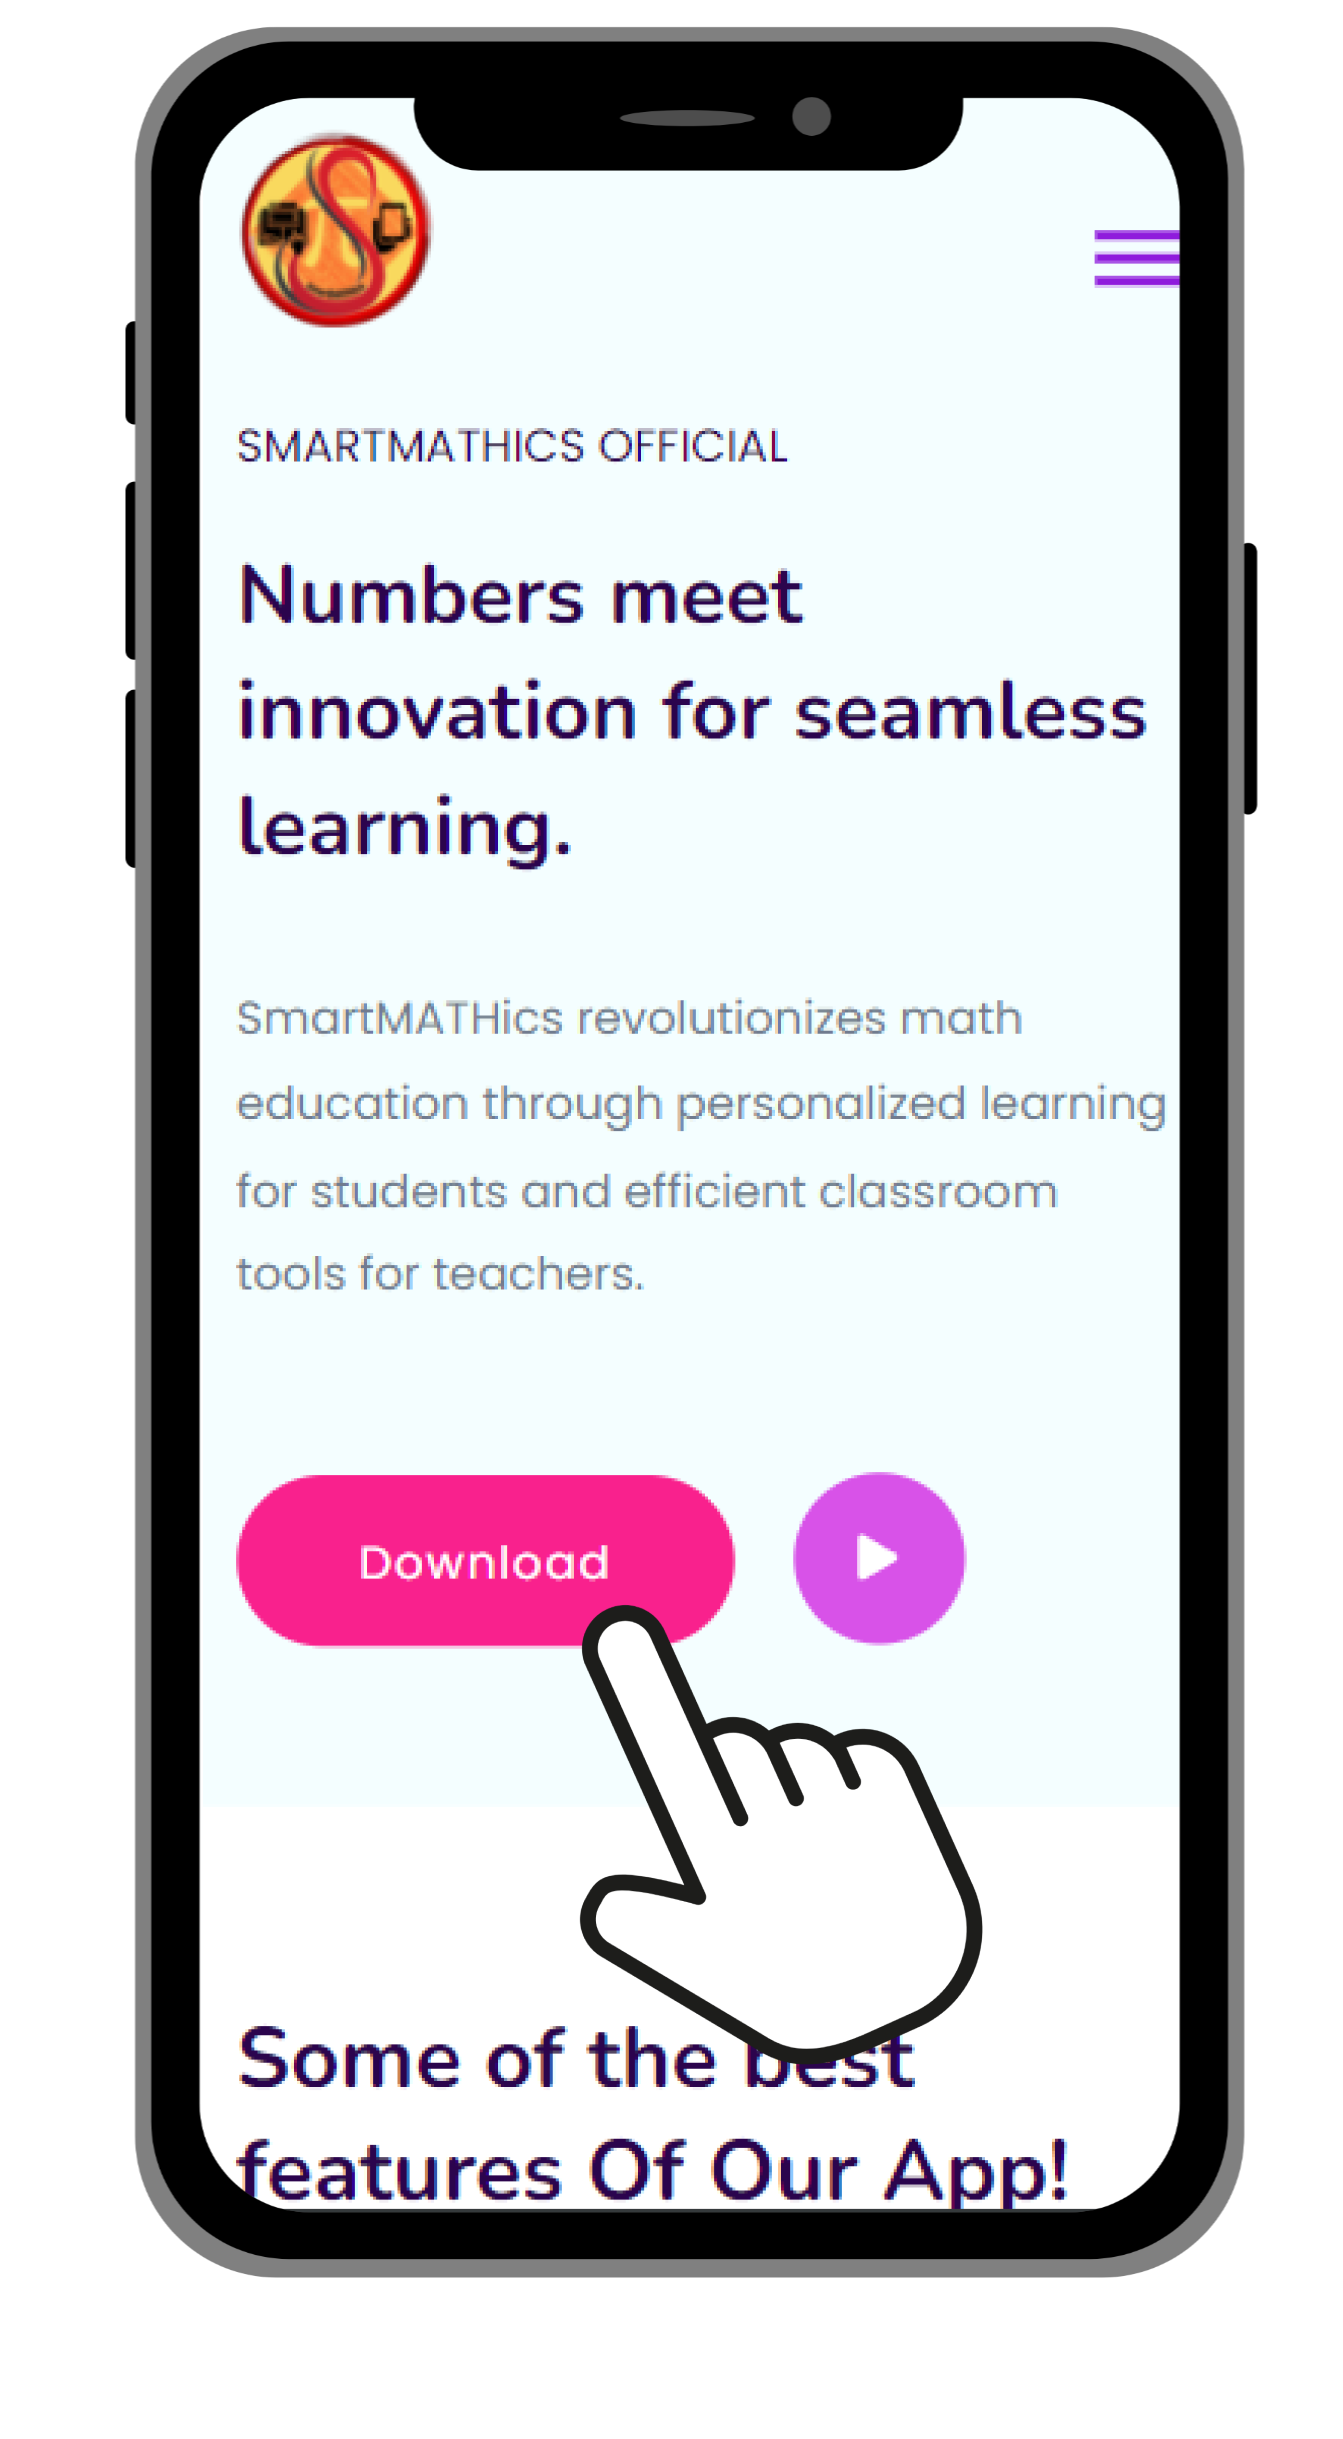 SMARTMATHICS OFFICIAL
Numbers meet
innovation for seamless
learning.
SmartMATHics revolutionizes math
education through personalized learning
for students and efficient classroom
tools for teachers.
Download
Some of the best
features Of Our App!